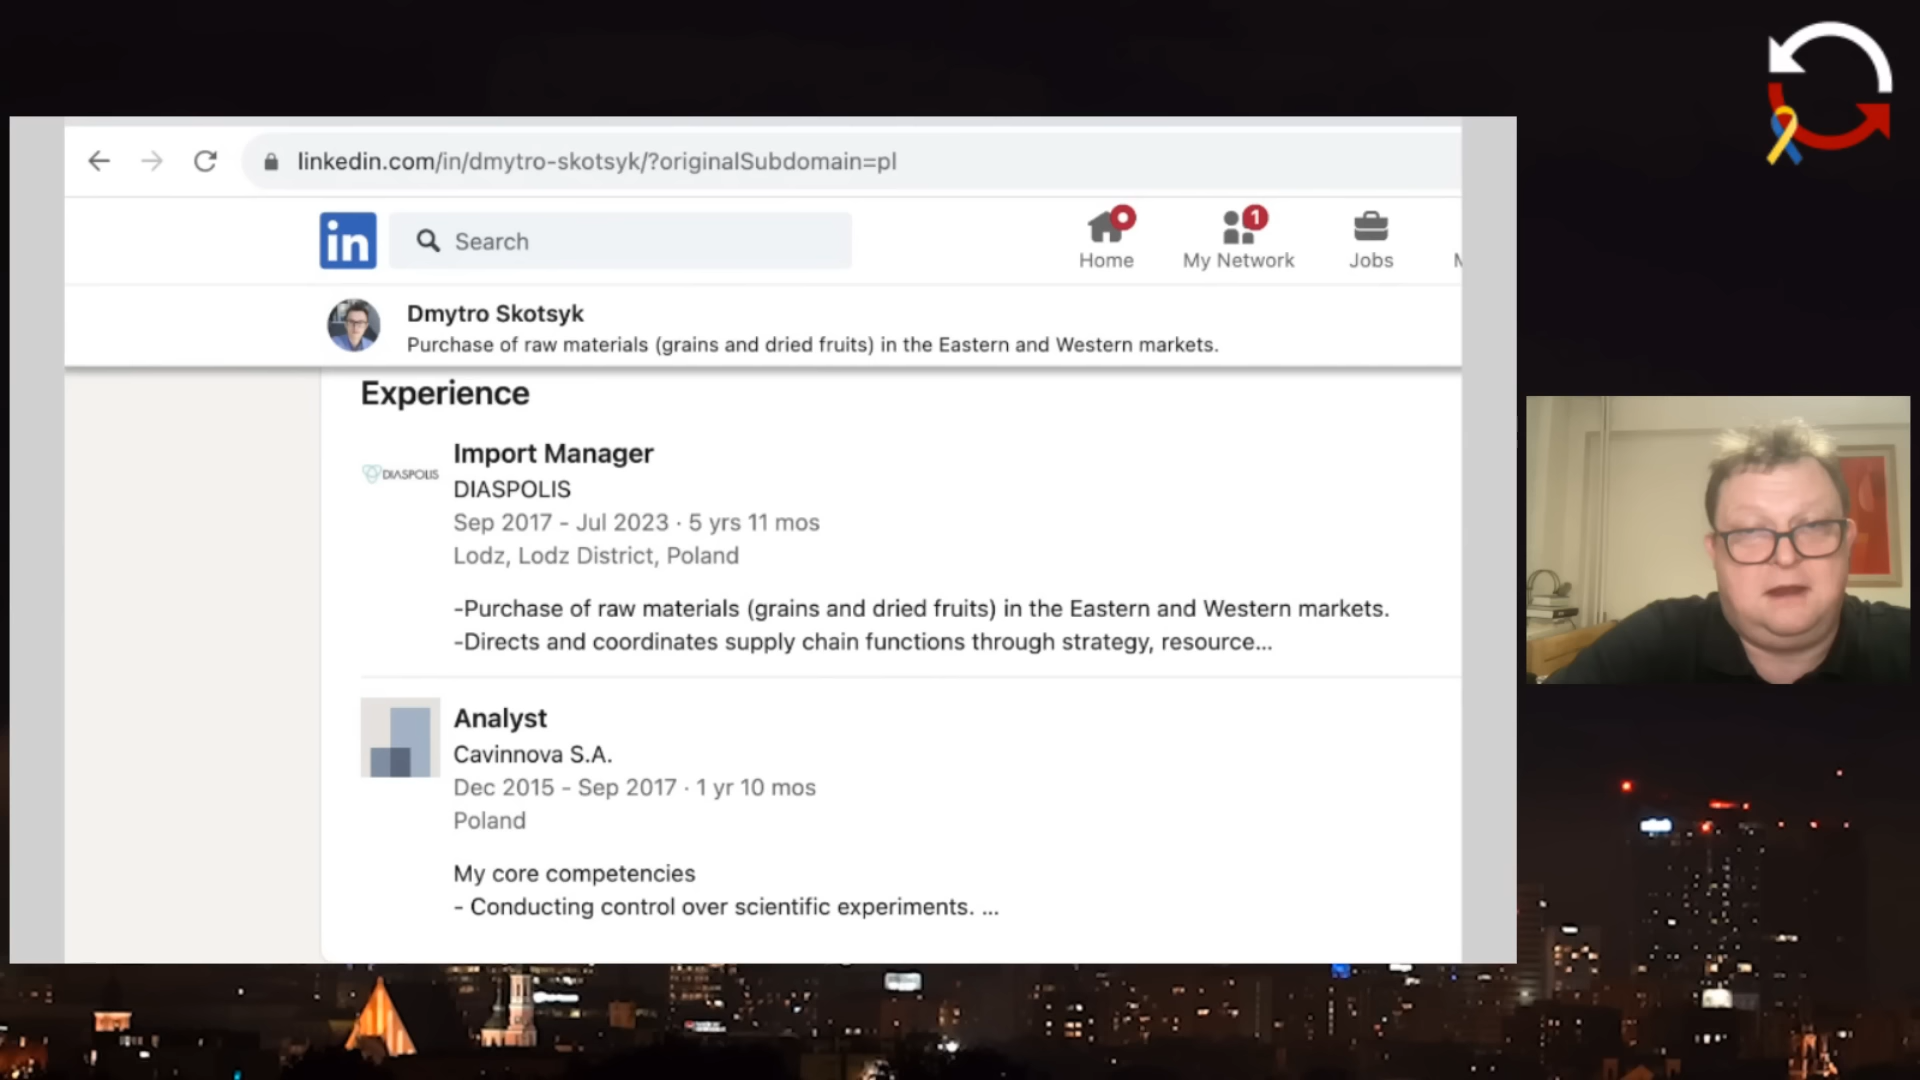 linkedin.com/in/dmytro-skotsyk/?originalSubdomain=pl
in
Search
Home
1
My Network
Jobs
Dmytro Skotsyk
Purchase of raw materials (grains and dried fruits) in the Eastern and Western markets.
Experience
DIASPOLIS
Import Manager
DIASPOLIS
Sep 2017 - Jul 2023 · 5 yrs 11 mos
Lodz, Lodz District, Poland
-Purchase of raw materials (grains and dried fruits) in the Eastern and Western markets.
-Directs and coordinates supply chain functions through strategy, resource...
Analyst
Cavinnova S.A.
Dec 2015 - Sep 2017 · 1 yr 10 mos
Poland
My core competencies
- Conducting control over scientific experiments. ...